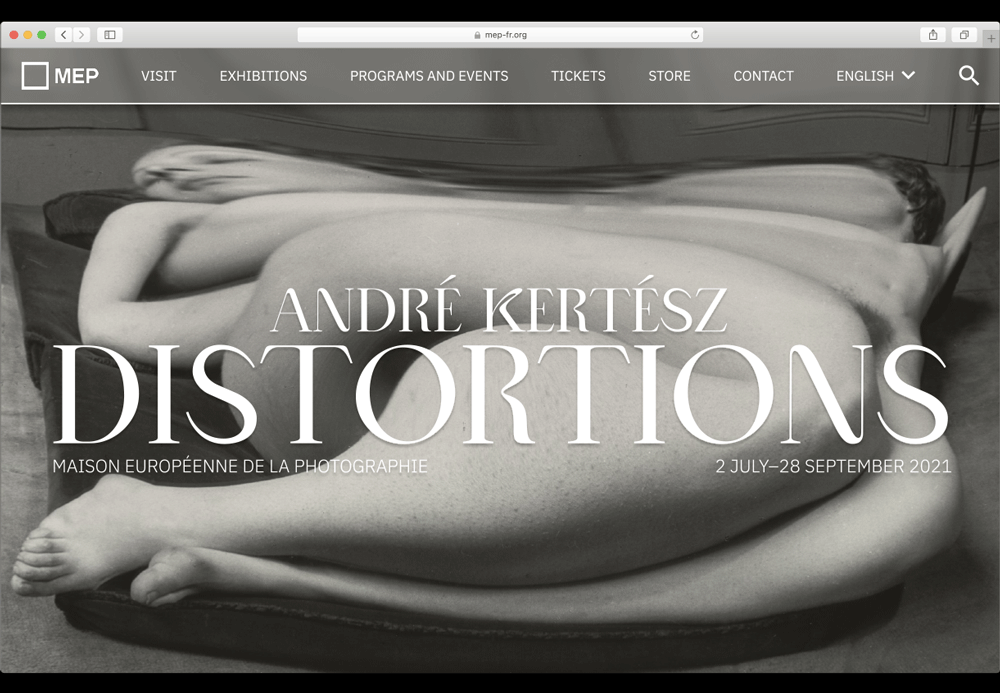 mep-fr.org
MEP VISIT EXHIBITIONS PROGRAMS AND EVENTS TICKETS STORE CONTACT ENGLISH
ANDRÉ KERTÉSZ
DISTORTIONS
MAISON EUROPÉENNE DE LA PHOTOGRAPHIE 2 JULY–28 SEPTEMBER 2021